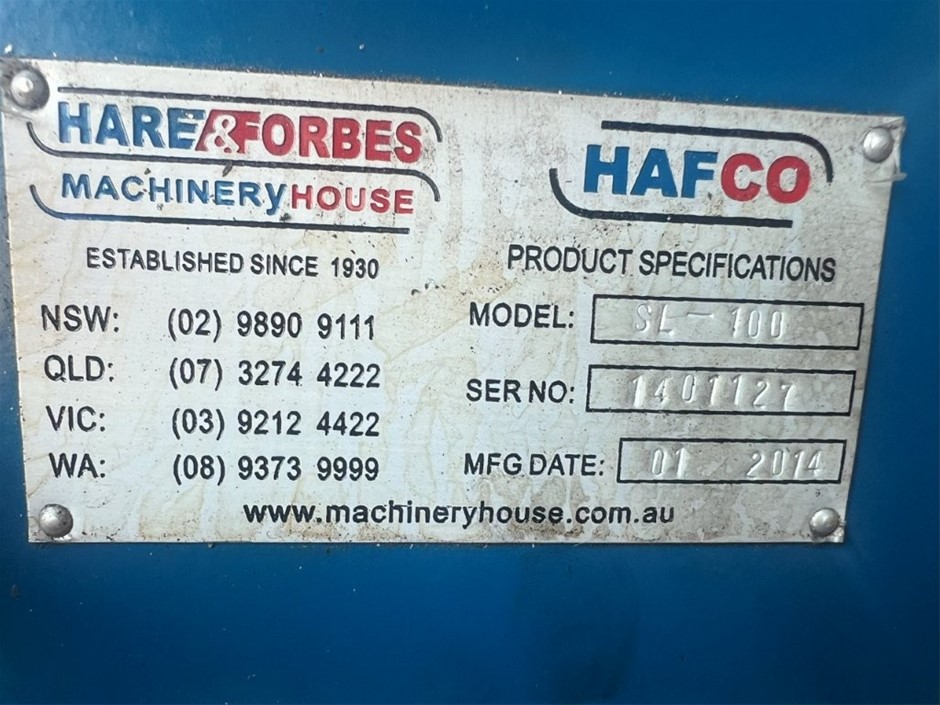 HARE&FORBES
MACHINERYHOUSE
ESTABLISHED SINCE 1930
NSW: (02) 9890 9111
QLD: (07) 3274 4222
VIC: (03) 9212 4422
WA: (08) 9373 9999
HAFCO
PRODUCT SPECIFICATIONS
MODEL: SL-100
SER NO: 1401127
MFG DATE: 01 2014
www.machineryhouse.com.au